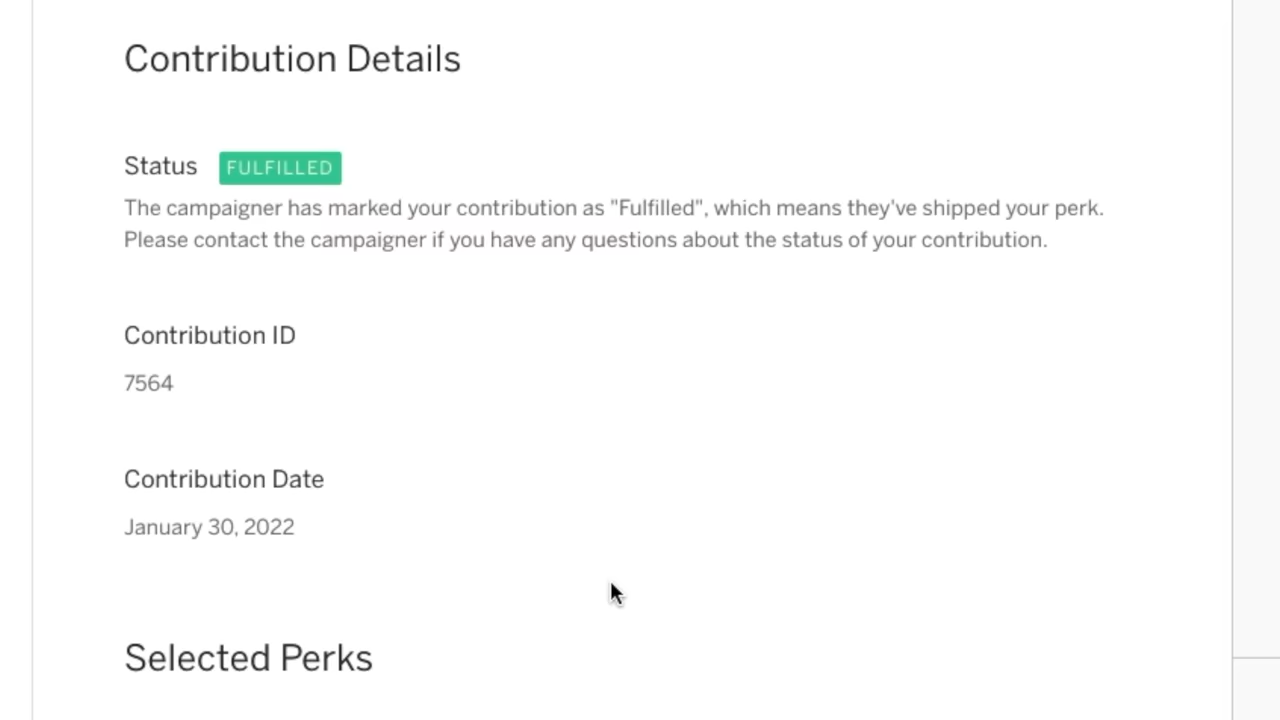 Contribution Details
Status FULFILLED
The campaigner has marked your contribution as "Fulfilled", which means they've shipped your perk.
Please contact the campaigner if you have any questions about the status of your contribution.
Contribution ID
7564
Contribution Date
January 30, 2022
Selected Perks